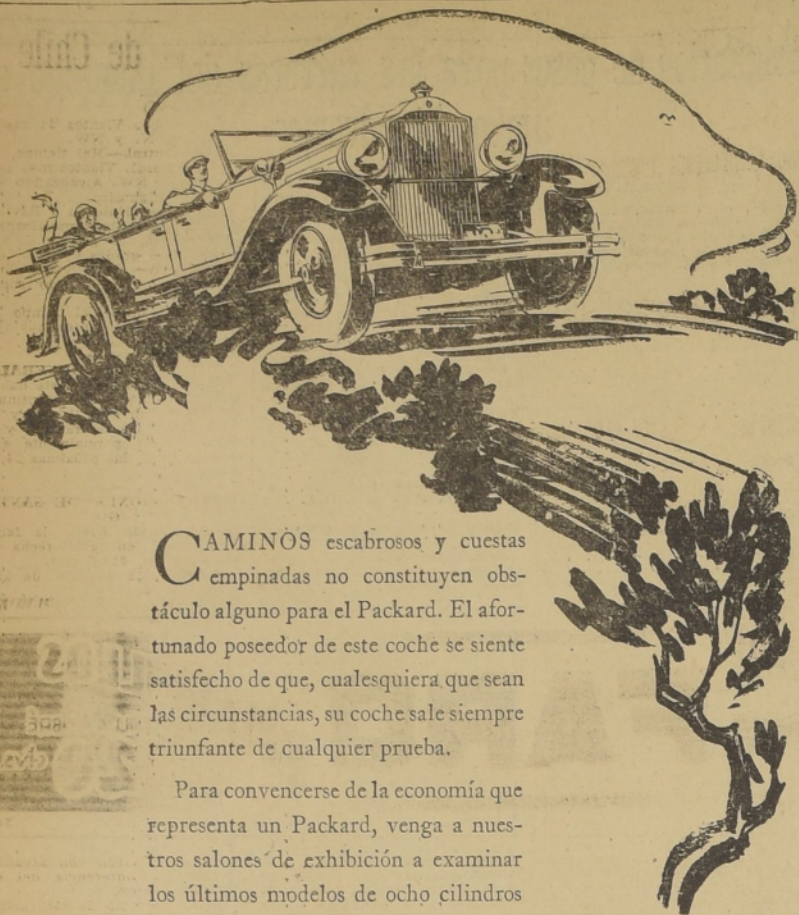 CAMINOS escabrosos y cuestas
empinadas no constituyen obs-
táculo alguno para el Packard. El afor-
tunado poseedor de este coche se siente
satisfecho de que, cualesquiera que sean
las circunstancias, su coche sale siempre
triunfante de cualquier prueba.
Para convencerse de la economía que
representa un Packard, venga a nues-
tros salones de exhibición a examinar
los últimos modelos de ocho cilindros